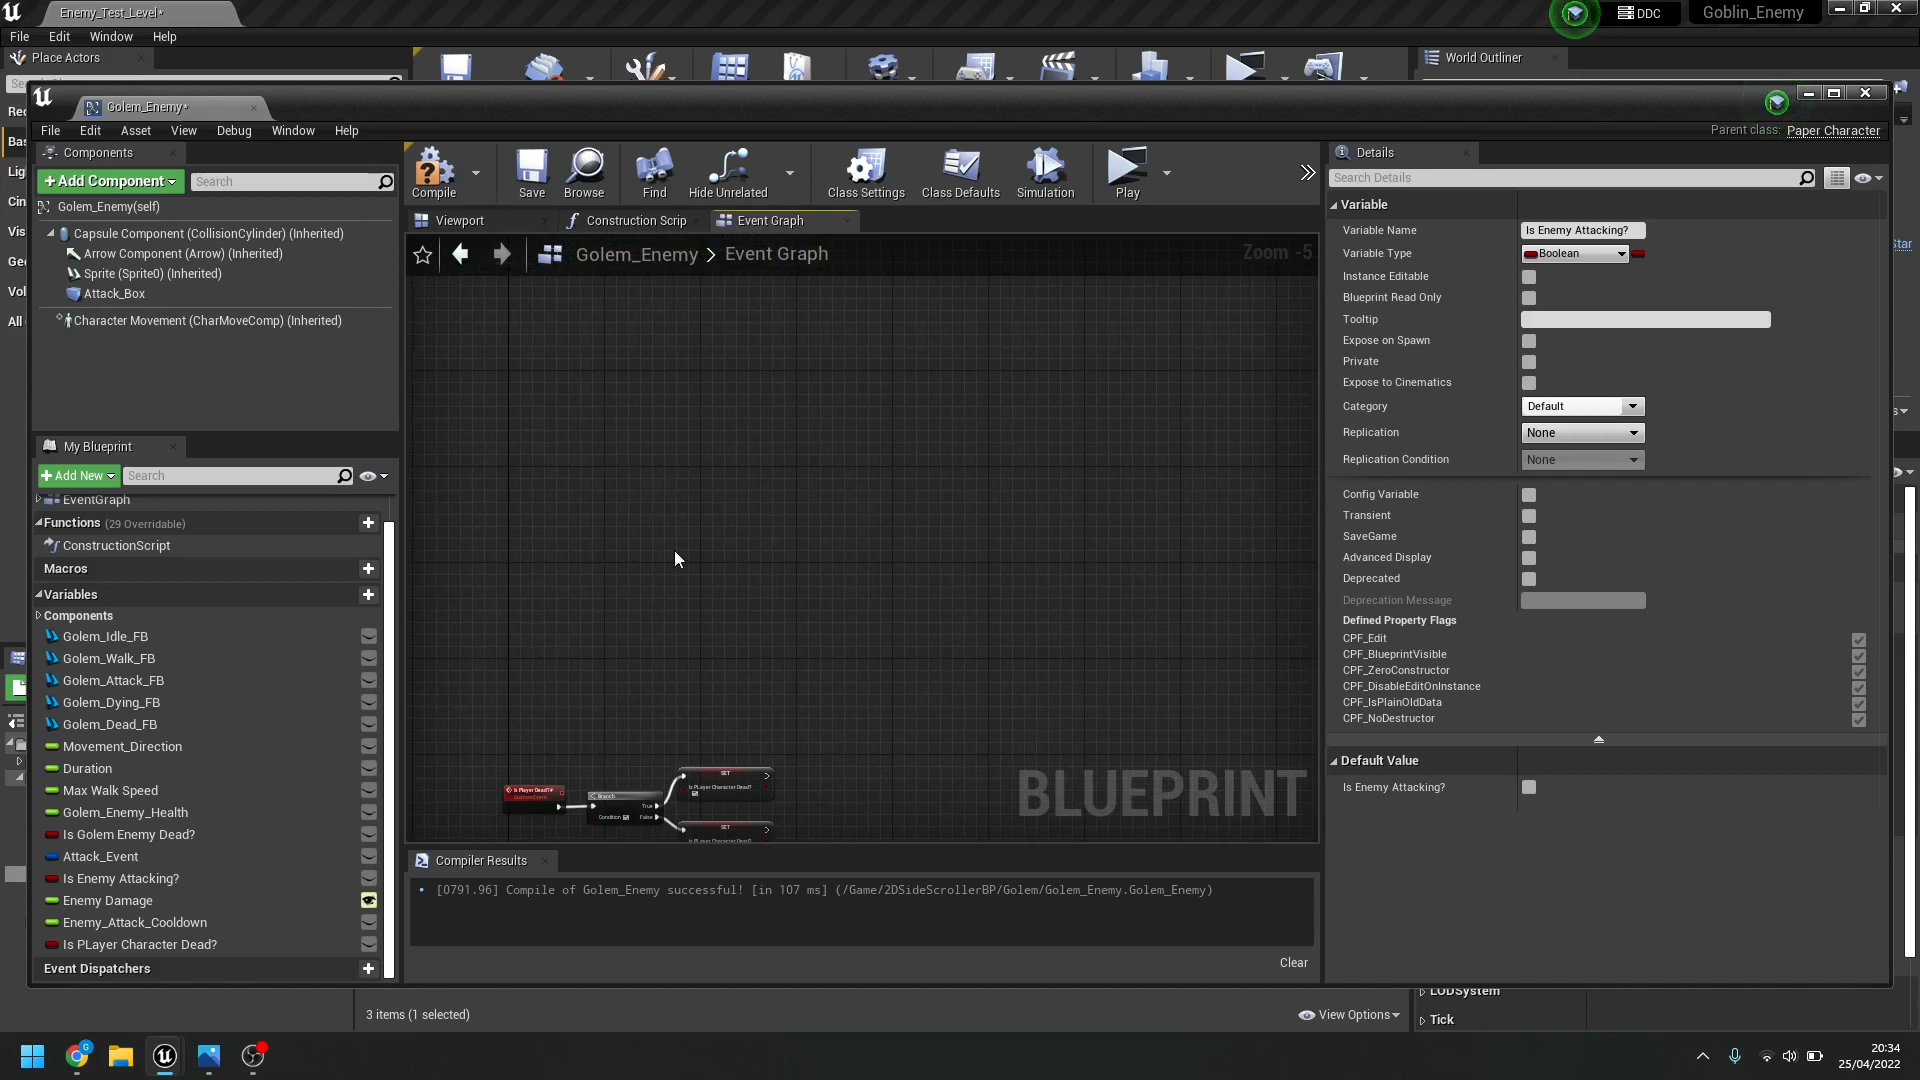 Enemy_Test_Level*
DDC
Goblin_Enemy
File Edit Window Help
Place Actors
World Outliner
Golem_Enemy*
File Edit Asset View Debug Window Help
Parent class: Paper Character
Components
+ Add Component
Search
Golem_Enemy(self)
Capsule Component (CollisionCylinder) (Inherited)
Arrow Component (Arrow) (Inherited)
Sprite (Sprite0) (Inherited)
Attack_Box
Character Movement (CharMoveComp) (Inherited)
My Blueprint
+ Add New
Search
EventGraph
Functions (29 Overridable)
ConstructionScript
Macros
Variables
Components
Golem_Idle_FB
Golem_Walk_FB
Golem_Attack_FB
Golem_Dying_FB
Golem_Dead_FB
Movement_Direction
Duration
Max Walk Speed
Golem_Enemy_Health
Is Golem Enemy Dead?
Attack_Event
Is Enemy Attacking?
Enemy Damage
Enemy_Attack_Cooldown
Is PLayer Character Dead?
Event Dispatchers
Compile Save Browse Find Hide Unrelated Class Settings Class Defaults Simulation Play
Viewport
Construction Scrip
Event Graph
Golem_Enemy > Event Graph
Zoom -5
Is Player Dead?#
Custom Event
Branch
True
Condition
False
SET
Is PLayer Character Dead?
SET
Is PLayer Character Dead?
BLUEPRINT
Compiler Results
[0791.96] Compile of Golem_Enemy successful! [in 107 ms] (/Game/2DSideScrollerBP/Golem/Golem_Enemy.Golem_Enemy)
Clear
Details
Search Details
Variable
Variable Name Is Enemy Attacking?
Variable Type Boolean
Instance Editable
Blueprint Read Only
Tooltip
Expose on Spawn
Private
Expose to Cinematics
Category Default
Replication None
Replication Condition None
Config Variable
Transient
SaveGame
Advanced Display
Deprecated
Deprecation Message
Defined Property Flags
CPF_Edit
CPF_BlueprintVisible
CPF_ZeroConstructor
CPF_DisableEditOnInstance
CPF_IsPlainOldData
CPF_NoDestructor
Default Value
Is Enemy Attacking?
3 items (1 selected)
View Options
LODSystem
Tick
20:34
25/04/2022